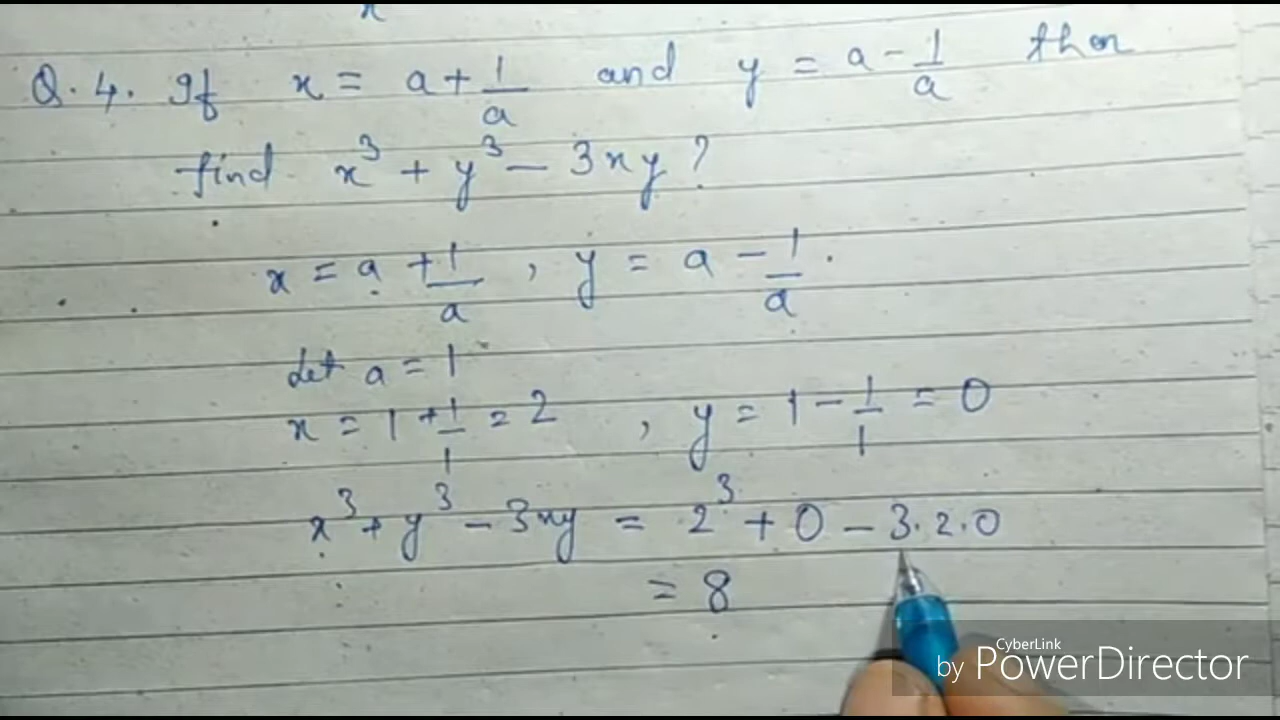 Q. 4. If x = a + 1/a and y = a - 1/a then
find x³ + y³ - 3xy ?
x = a + 1/a , y = a - 1/a .
Let a = 1
x = 1 + 1/1 = 2 , y = 1 - 1/1 = 0
x³ + y³ - 3xy = 2³ + 0 - 3.2.0
= 8
CyberLink
by PowerDirector